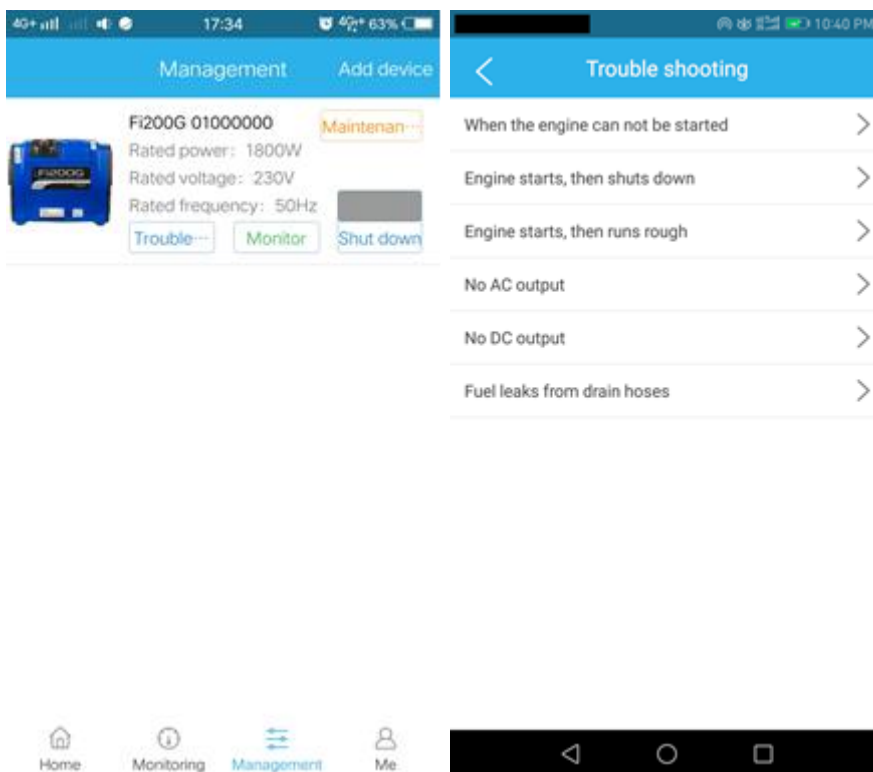 4G+ 17:34 4G+ 63%
Management Add device
Fi200G 01000000 Maintenan···
Rated power: 1800W
Rated voltage: 230V
Rated frequency: 50Hz
Trouble··· Monitor Shut down
Fi200G
Home Monitoring Management Me
10:40 PM
Trouble shooting
When the engine can not be started
Engine starts, then shuts down
Engine starts, then runs rough
No AC output
No DC output
Fuel leaks from drain hoses